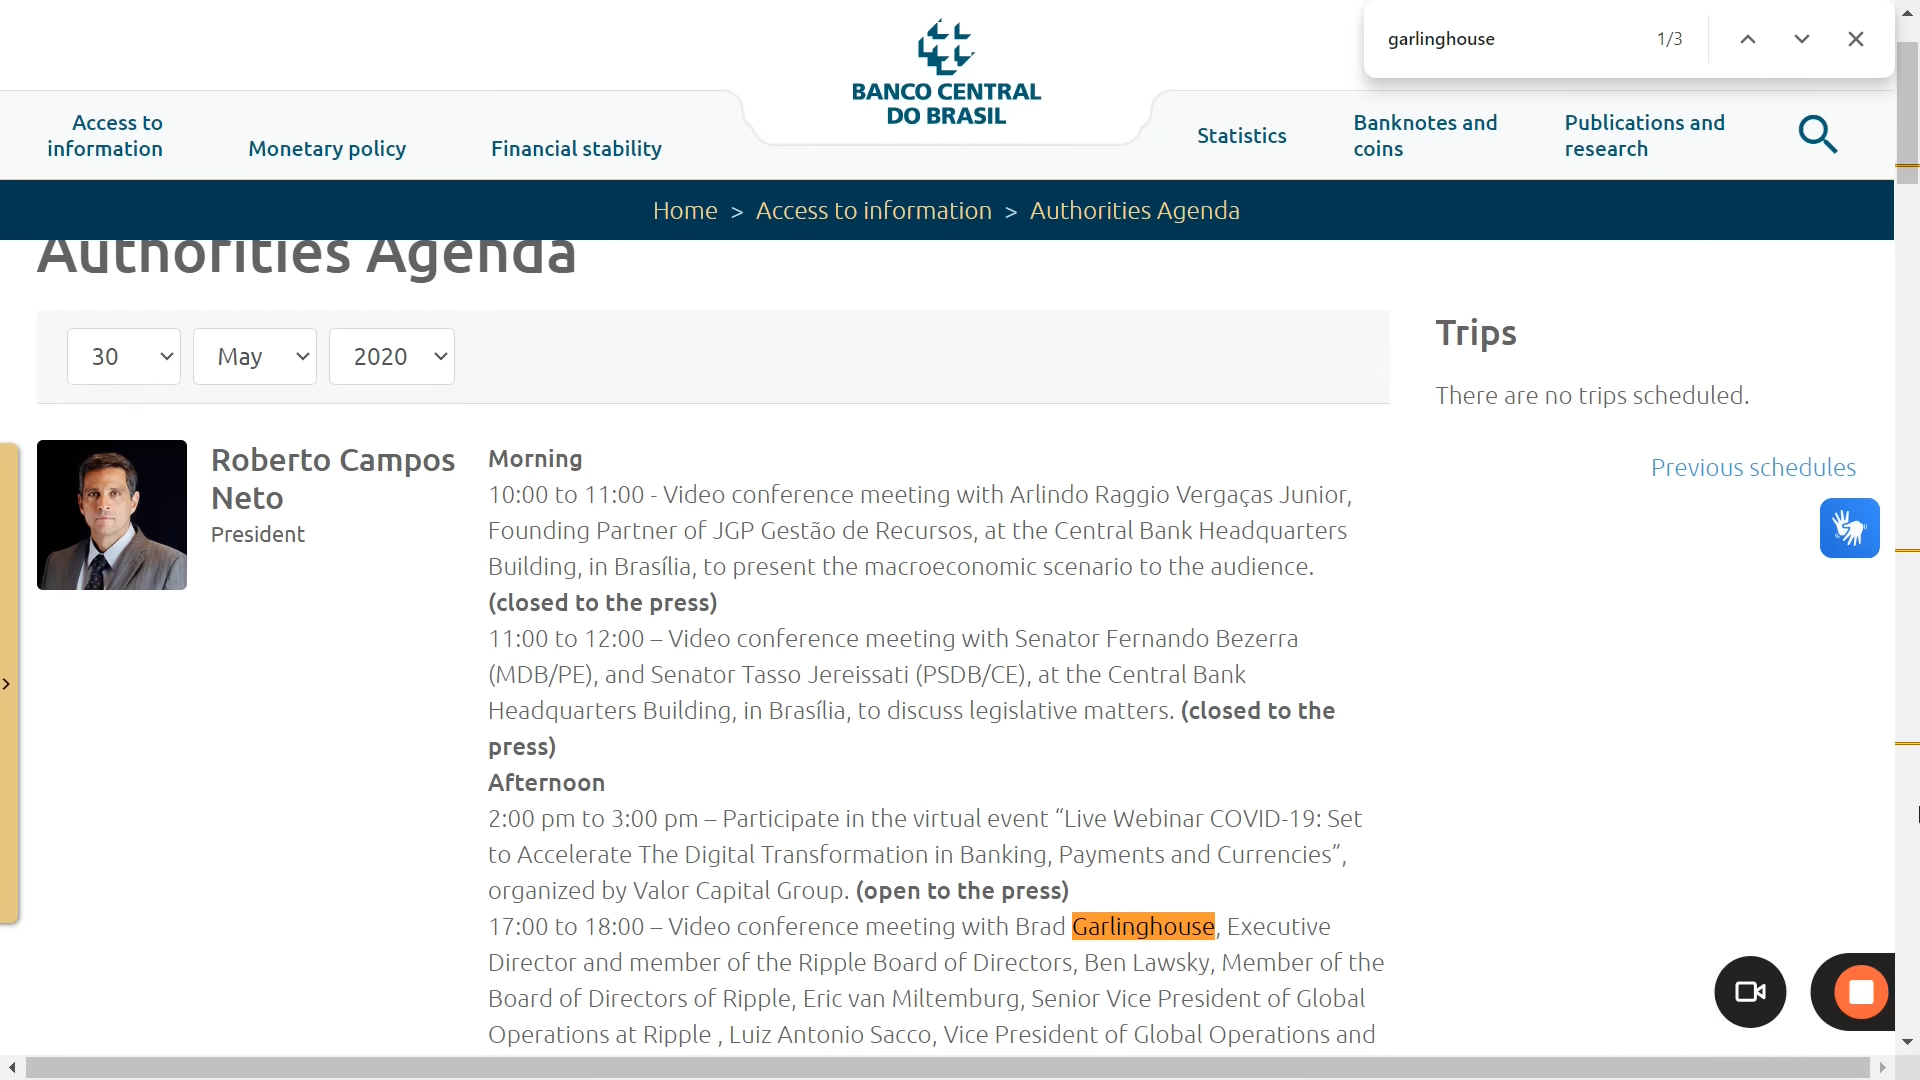 garlinghouse 1/3
BANCO CENTRAL
DO BRASIL
Access to
information
Monetary policy
Financial stability
Statistics
Banknotes and
coins
Publications and
research
Home > Access to information > Authorities Agenda
Authorities Agenda
30 May 2020
Trips
There are no trips scheduled.
Previous schedules
Roberto Campos
Neto
President
Morning
10:00 to 11:00 - Video conference meeting with Arlindo Raggio Vergaças Junior,
Founding Partner of JGP Gestão de Recursos, at the Central Bank Headquarters
Building, in Brasília, to present the macroeconomic scenario to the audience.
(closed to the press)
11:00 to 12:00 – Video conference meeting with Senator Fernando Bezerra
(MDB/PE), and Senator Tasso Jereissati (PSDB/CE), at the Central Bank
Headquarters Building, in Brasília, to discuss legislative matters. (closed to the
press)
Afternoon
2:00 pm to 3:00 pm – Participate in the virtual event “Live Webinar COVID-19: Set
to Accelerate The Digital Transformation in Banking, Payments and Currencies”,
organized by Valor Capital Group. (open to the press)
17:00 to 18:00 – Video conference meeting with Brad Garlinghouse, Executive
Director and member of the Ripple Board of Directors, Ben Lawsky, Member of the
Board of Directors of Ripple, Eric van Miltemburg, Senior Vice President of Global
Operations at Ripple , Luiz Antonio Sacco, Vice President of Global Operations and